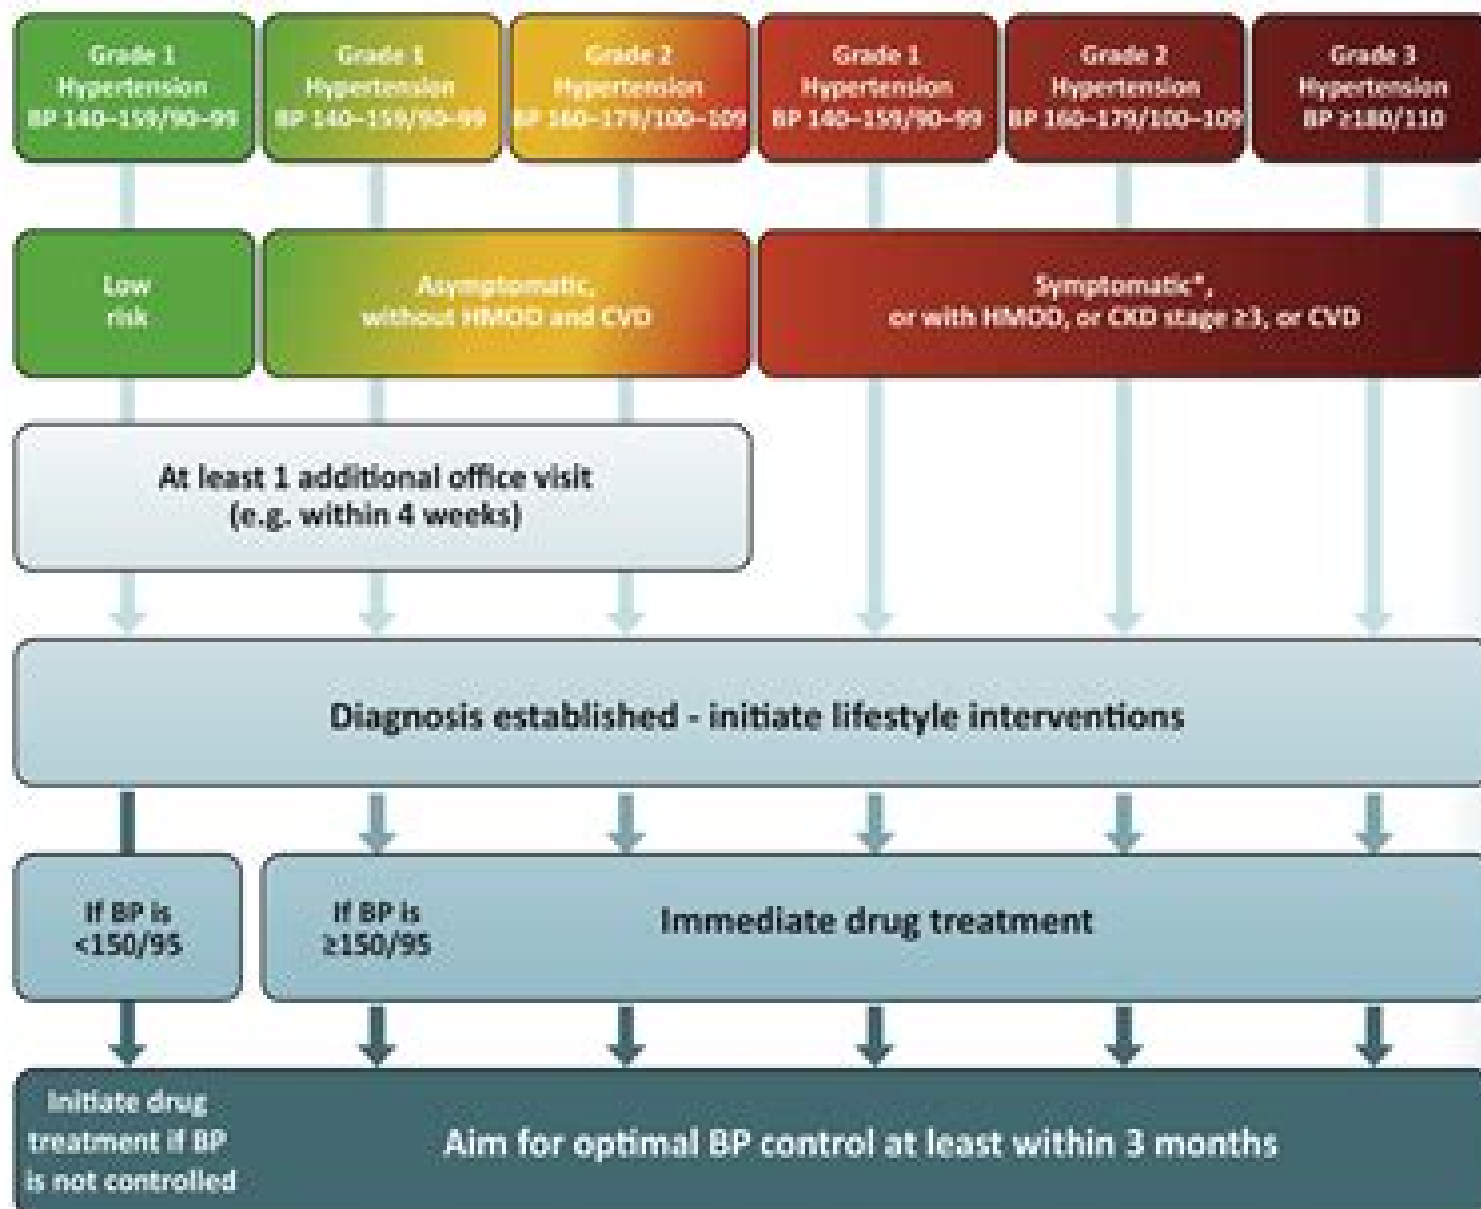 Grade 1
Hypertension
BP 140–159/90–99
Grade 1
Hypertension
BP 140–159/90–99
Grade 2
Hypertension
BP 160–179/100–109
Grade 1
Hypertension
BP 140–159/90–99
Grade 2
Hypertension
BP 160–179/100–109
Grade 3
Hypertension
BP ≥180/110
Low
risk
Asymptomatic,
without HMOD and CVD
Symptomatic*,
or with HMOD, or CKD stage ≥3, or CVD
At least 1 additional office visit
(e.g. within 4 weeks)
Diagnosis established - initiate lifestyle interventions
If BP is
<150/95
If BP is
≥150/95
Immediate drug treatment
Initiate drug
treatment if BP
is not controlled
Aim for optimal BP control at least within 3 months